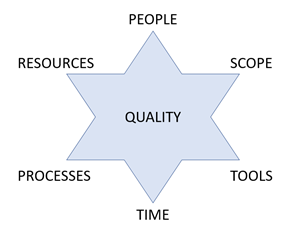 PEOPLE
RESOURCES
SCOPE
QUALITY
PROCESSES
TOOLS
TIME